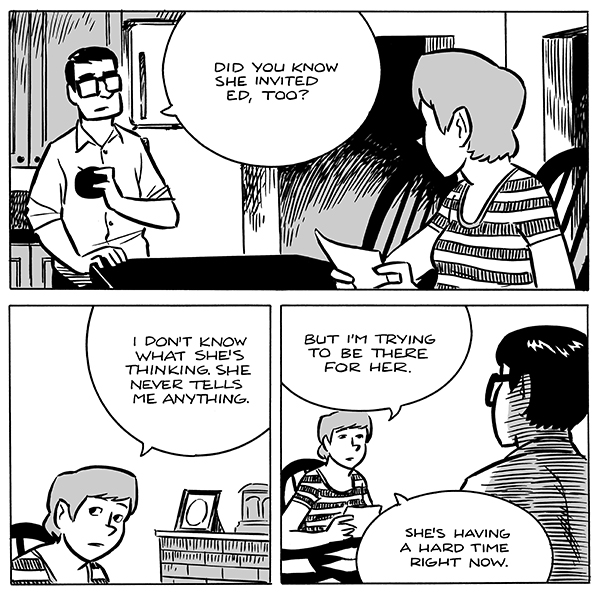 DID YOU KNOW
SHE INVITED
ED, TOO?
I DON'T KNOW
WHAT SHE'S
THINKING. SHE
NEVER TELLS
ME ANYTHING.
BUT I'M TRYING
TO BE THERE
FOR HER.
SHE'S HAVING
A HARD TIME
RIGHT NOW.